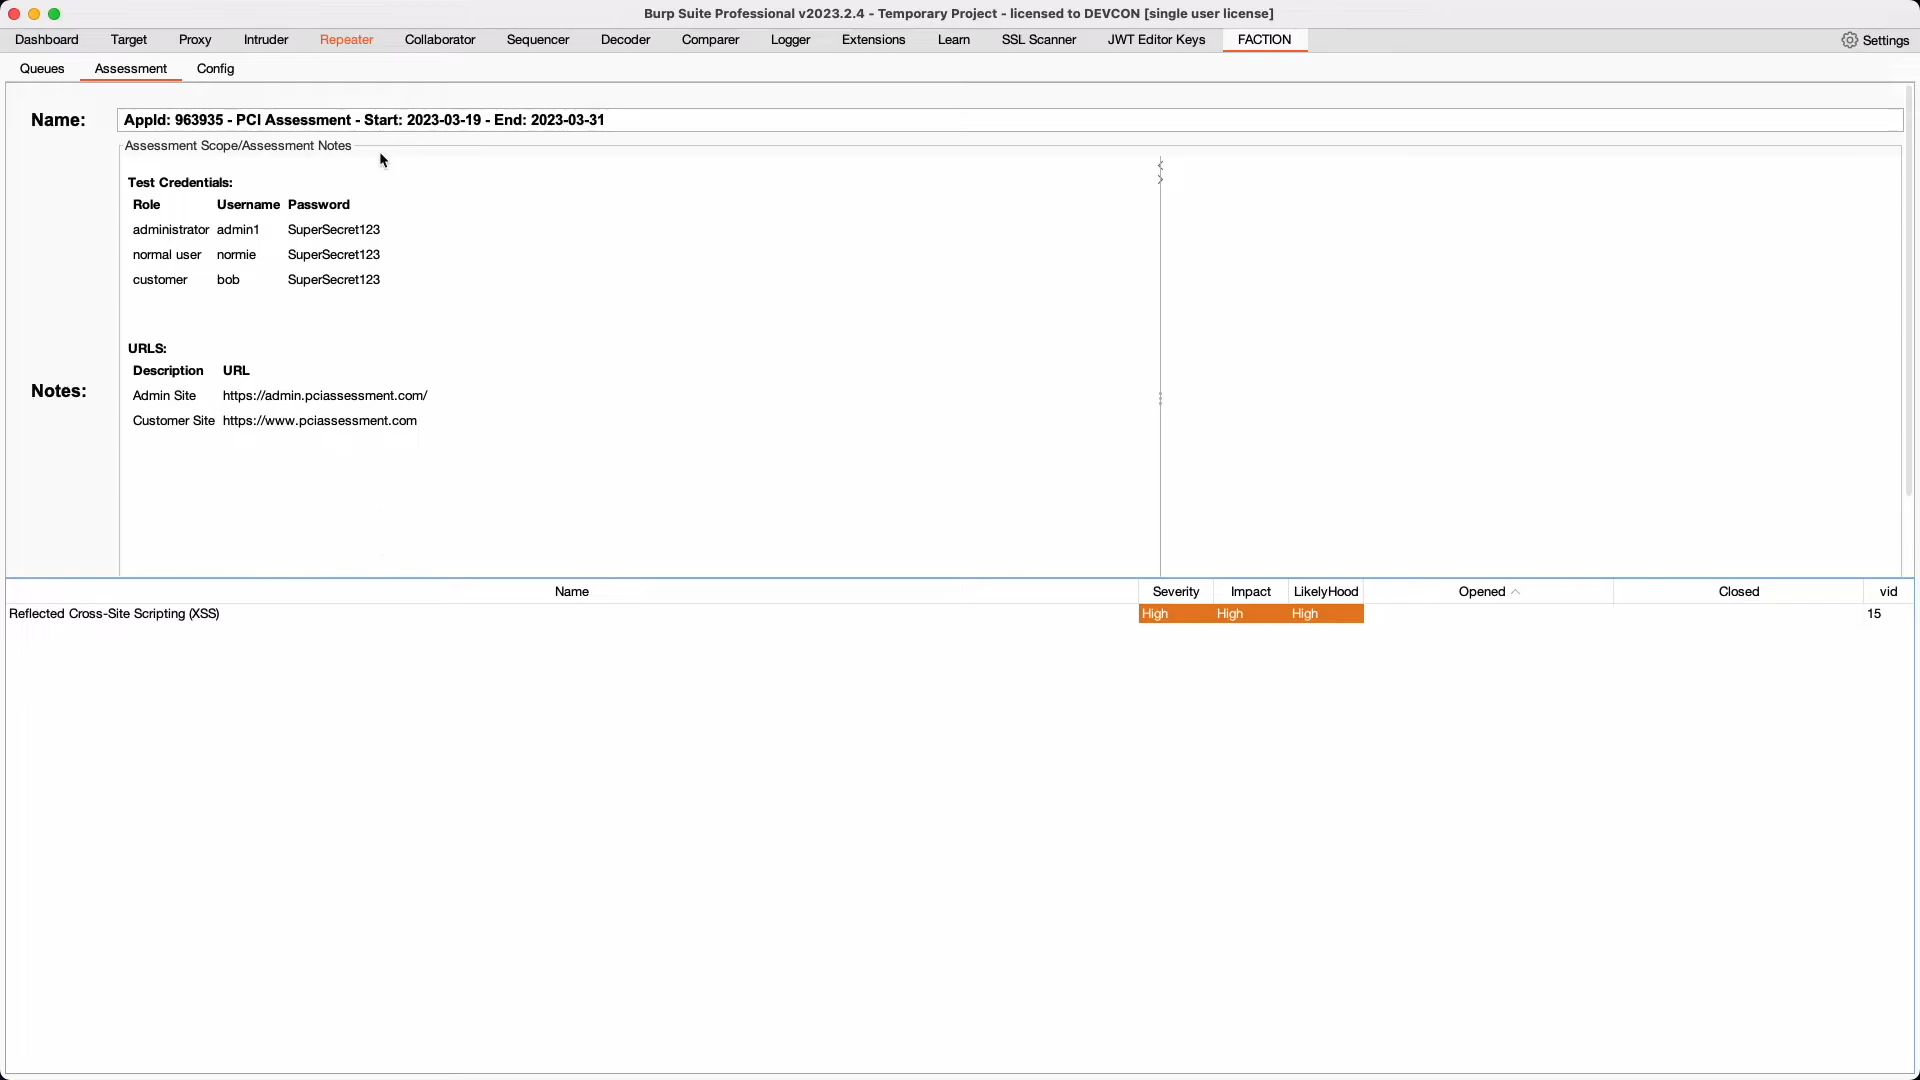 Burp Suite Professional v2023.2.4 - Temporary Project - licensed to DEVCON [single user license]
Dashboard Target Proxy Intruder Repeater Collaborator Sequencer Decoder Comparer Logger Extensions Learn SSL Scanner JWT Editor Keys FACTION Settings
Queues Assessment Config
Name: AppId: 963935 - PCI Assessment - Start: 2023-03-19 - End: 2023-03-31
Assessment Scope/Assessment Notes
Test Credentials:
Role Username Password
administrator admin1 SuperSecret123
normal user normie SuperSecret123
customer bob SuperSecret123
URLS:
Description URL
Notes:
Admin Site https://admin.pciassessment.com/
Customer Site https://www.pciassessment.com
Name Severity Impact LikelyHood Opened Closed vid
Reflected Cross-Site Scripting (XSS) High High High 15